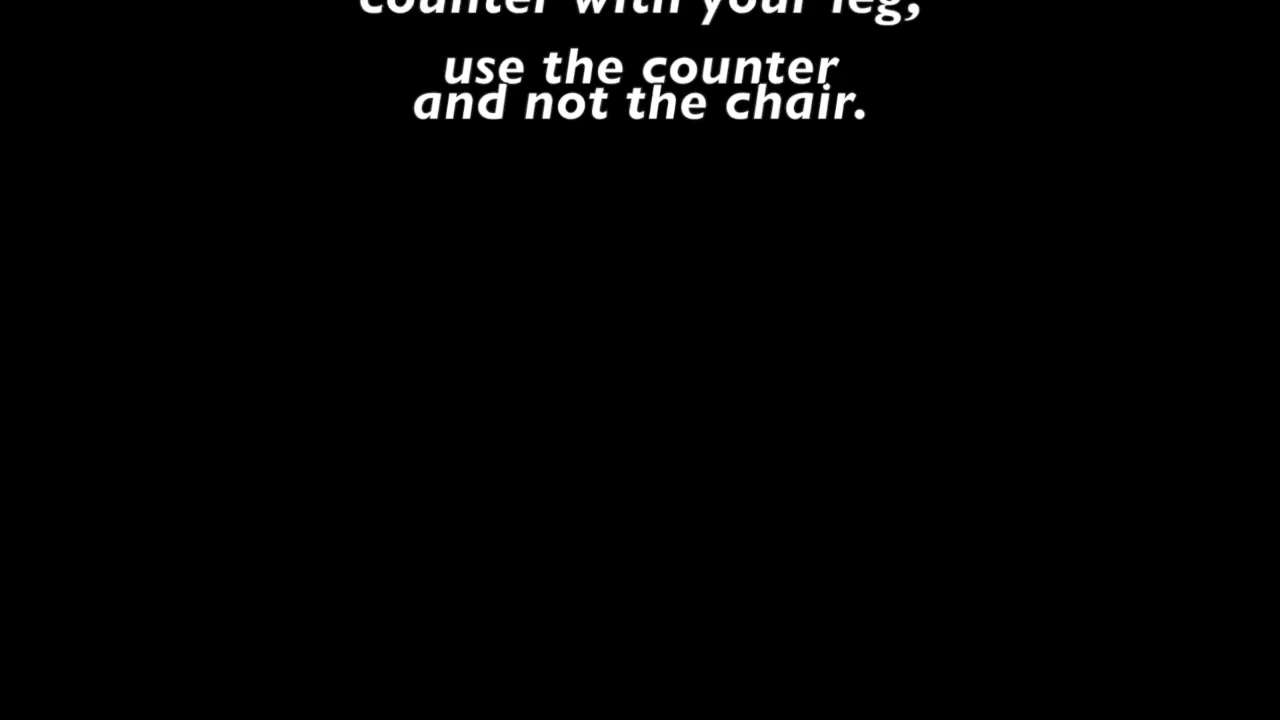 counter with your leg,
use the counter
and not the chair.